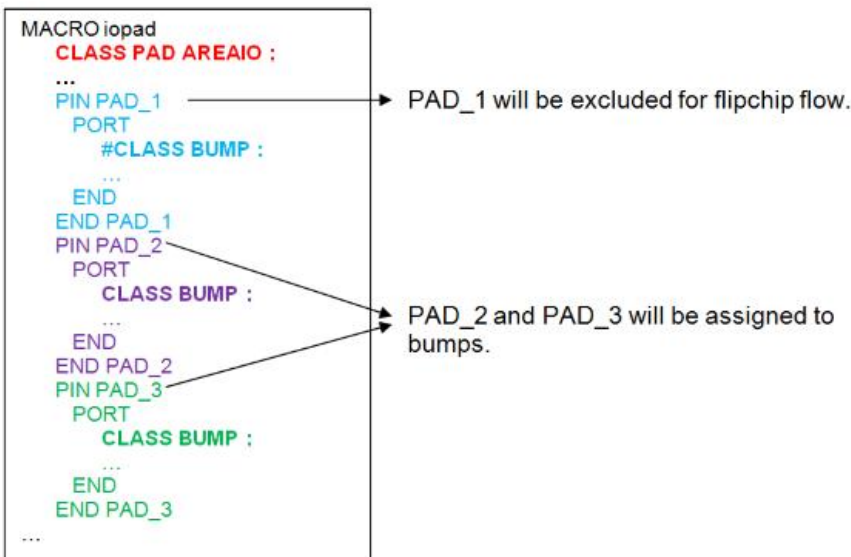 MACRO iopad
CLASS PAD AREAIO :
...
PIN PAD_1
PORT
#CLASS BUMP :
...
END
END PAD_1
PIN PAD_2
PORT
CLASS BUMP :
...
END
END PAD_2
PIN PAD_3
PORT
CLASS BUMP :
...
END
END PAD_3
...
PAD_1 will be excluded for flipchip flow.
PAD_2 and PAD_3 will be assigned to
bumps.